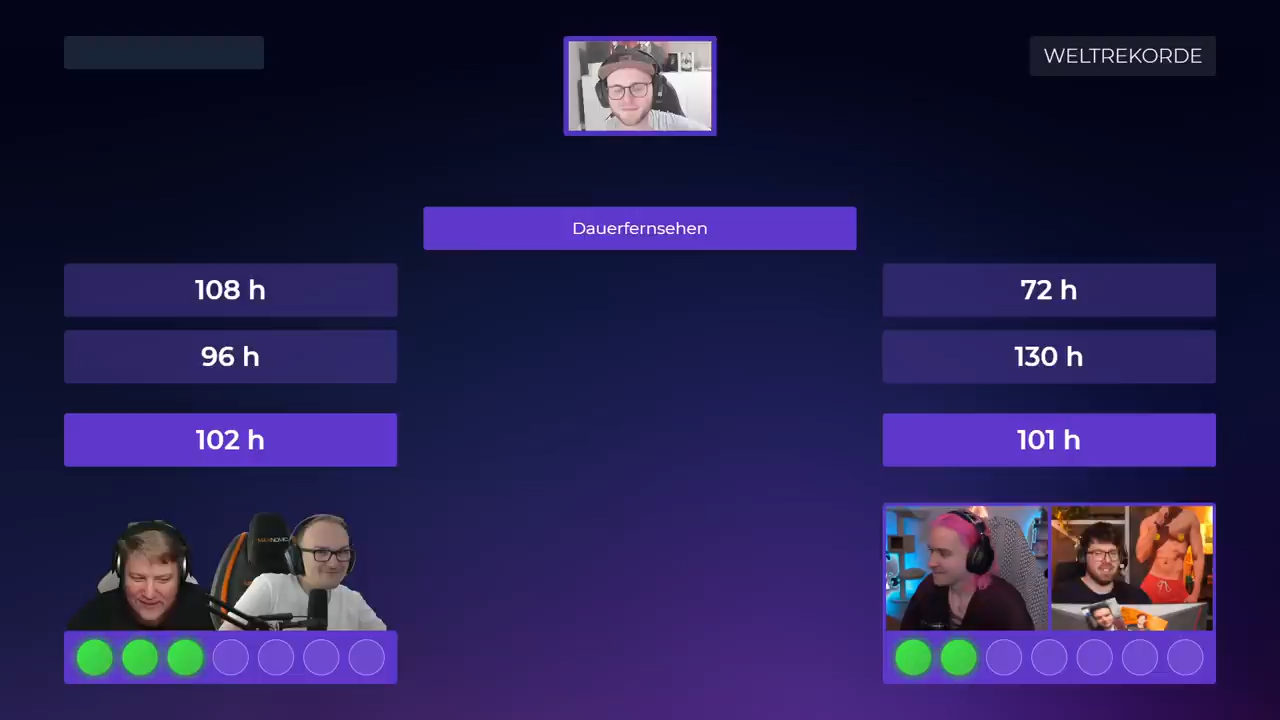 WELTREKORDE
Dauerfernsehen
108 h
72 h
96 h
130 h
102 h
101 h